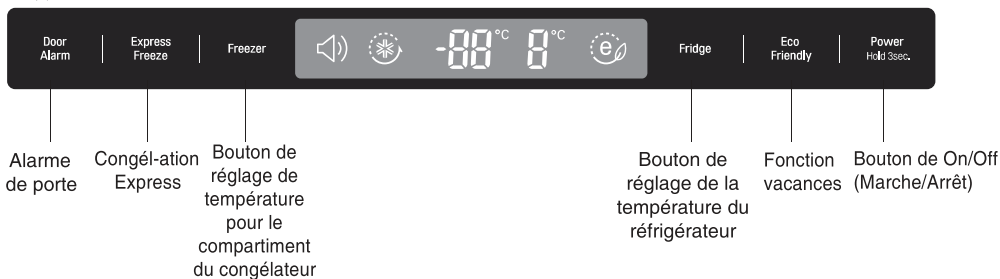 Door
Alarm
Express
Freeze
Freezer
-88°C
8°C
e
Fridge
Eco
Friendly
Power
Hold 3sec.
Alarme
de porte
Congél-ation
Express
Bouton de
réglage de
température
pour le
compartiment
du congélateur
Bouton de
réglage de la
température du
réfrigérateur
Fonction
vacances
Bouton de On/Off
(Marche/Arrêt)